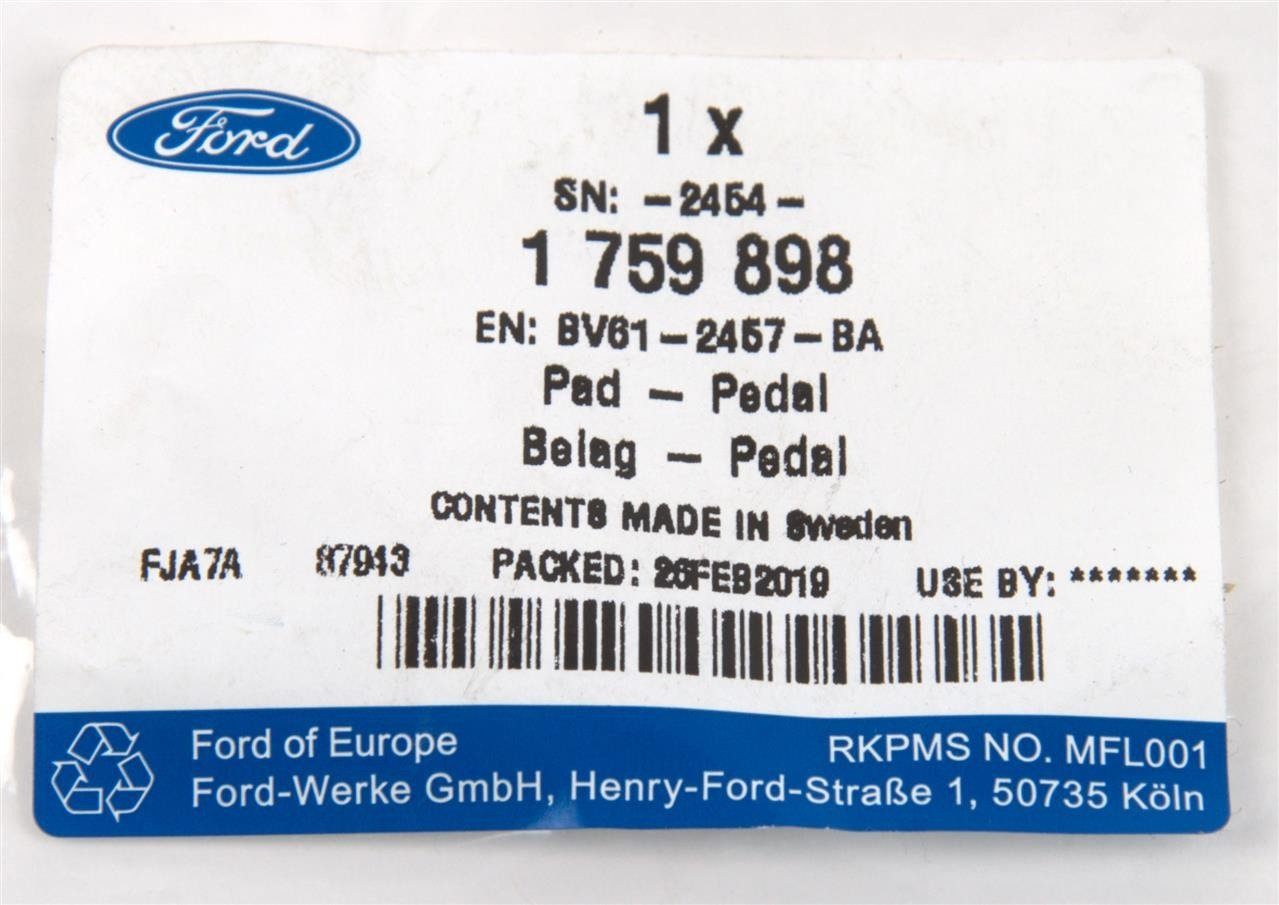 Ford
1 x
SN: -2454-
1 759 898
EN: BV61-2457-BA
Pad - Pedal
Belag - Pedal
CONTENTS MADE IN Sweden
FJA7A 87943 PACKED: 26FEB2019 USE BY: *******
Ford of Europe RKPMS NO. MFL001
Ford-Werke GmbH, Henry-Ford-Straße 1, 50735 Köln